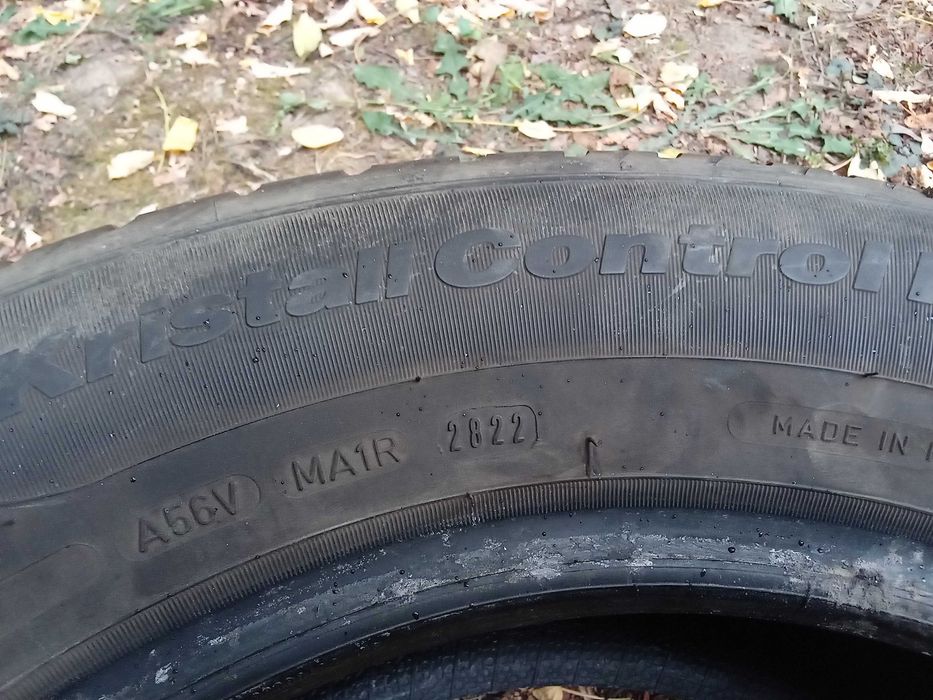 Kristall Control
A56V MA1R 2822
MADE IN